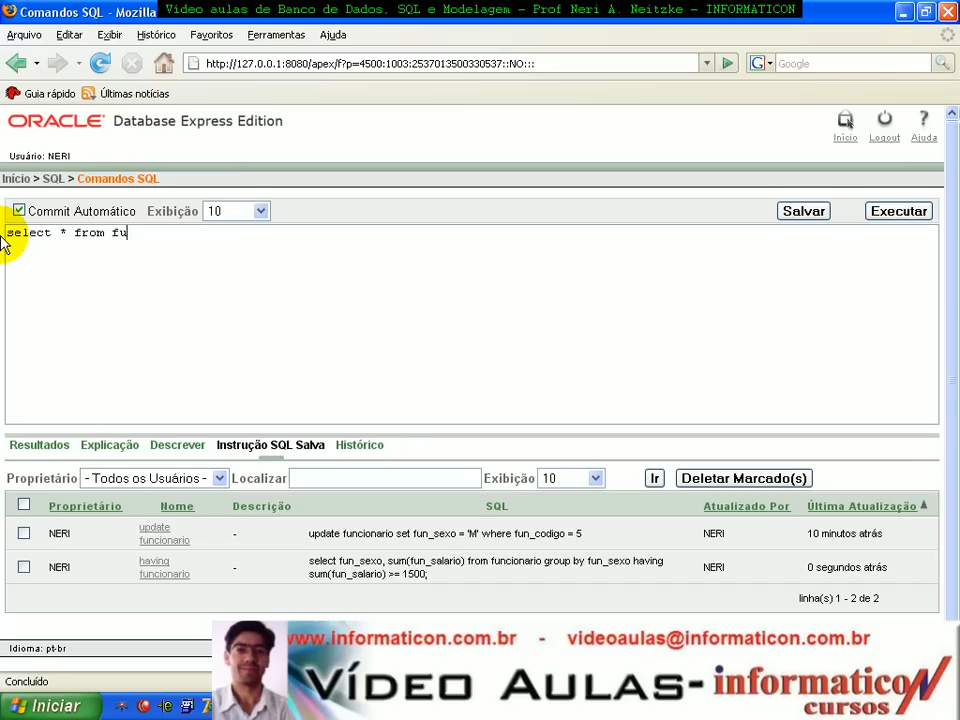 Comandos SQL - Mozilla
Vídeo aulas de Banco de Dados, SQL e Modelagem - Prof Neri A. Neitzke - INFORMATICON
Arquivo Editar Exibir Histórico Favoritos Ferramentas Ajuda
http://127.0.0.1:8080/apex/f?p=4500:1003:2537013500330537::NO:::
G Google
Guia rápido Últimas notícias
ORACLE Database Express Edition
Início Logout Ajuda
Usuário: NERI
Início > SQL > Comandos SQL
Commit Automático Exibição 10 Salvar Executar
select * from fu
Resultados Explicação Descrever Instrução SQL Salva Histórico
Proprietário - Todos os Usuários - Localizar Exibição 10 Ir Deletar Marcado(s)
Proprietário Nome Descrição SQL Atualizado Por Última Atualização
NERI update funcionario - update funcionario set fun_sexo = 'M' where fun_codigo = 5 NERI 10 minutos atrás
NERI having funcionario - select fun_sexo, sum(fun_salario) from funcionario group by fun_sexo having
sum(fun_salario) >= 1500; NERI 0 segundos atrás
linha(s) 1 - 2 de 2
Idioma: pt-br
www.informaticon.com.br - videoaulas@informaticon.com.br
Concluído
Vídeo Aulas- informaticon
cursos
Iniciar